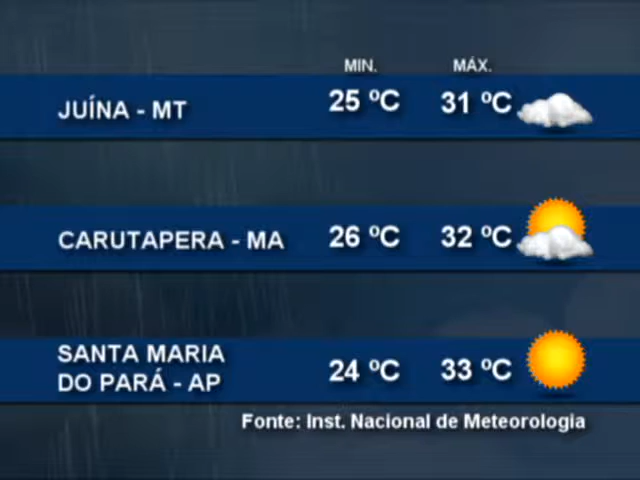 MIN. MÁX.
JUÍNA - MT 25 ºC 31 ºC
CARUTAPERA - MA 26 ºC 32 ºC
SANTA MARIA
DO PARÁ - AP 24 ºC 33 ºC
Fonte: Inst. Nacional de Meteorologia